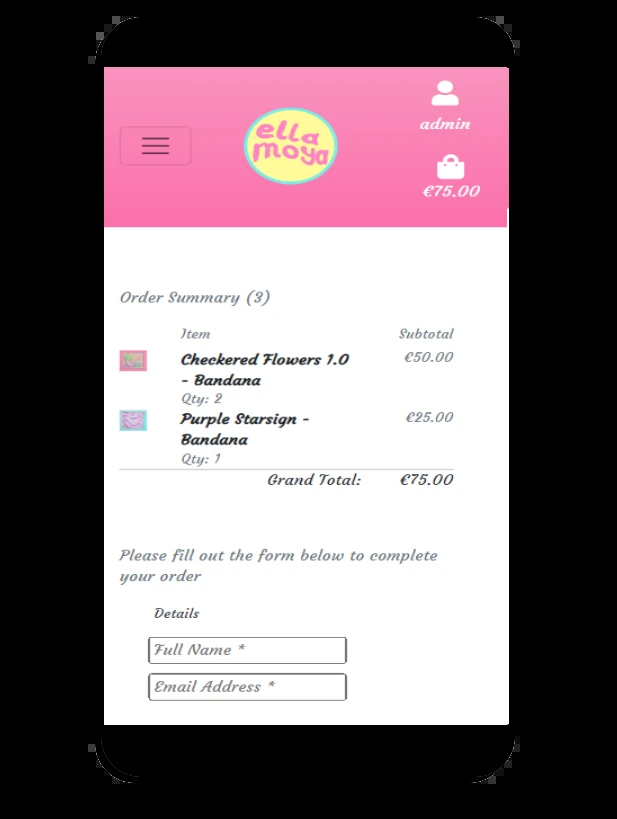 ella
moya
admin
€75.00
Order Summary (3)
Item Subtotal
Checkered Flowers 1.0 €50.00
- Bandana
Qty: 2
Purple Starsign - €25.00
Bandana
Qty: 1
Grand Total: €75.00
Please fill out the form below to complete
your order
Details
Full Name *
Email Address *